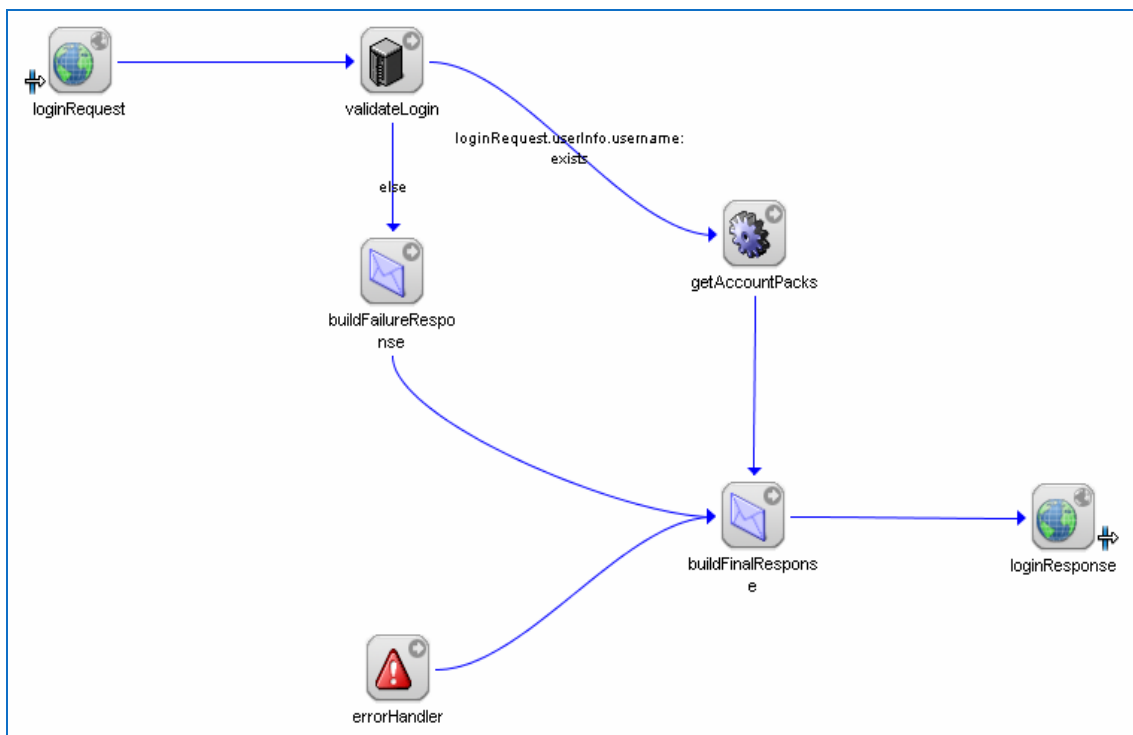 loginRequest
validateLogin
loginRequest.userInfo.username:
exists
else
getAccountPacks
buildFailureRespo
nse
buildFinalRespons
e
loginResponse
errorHandler